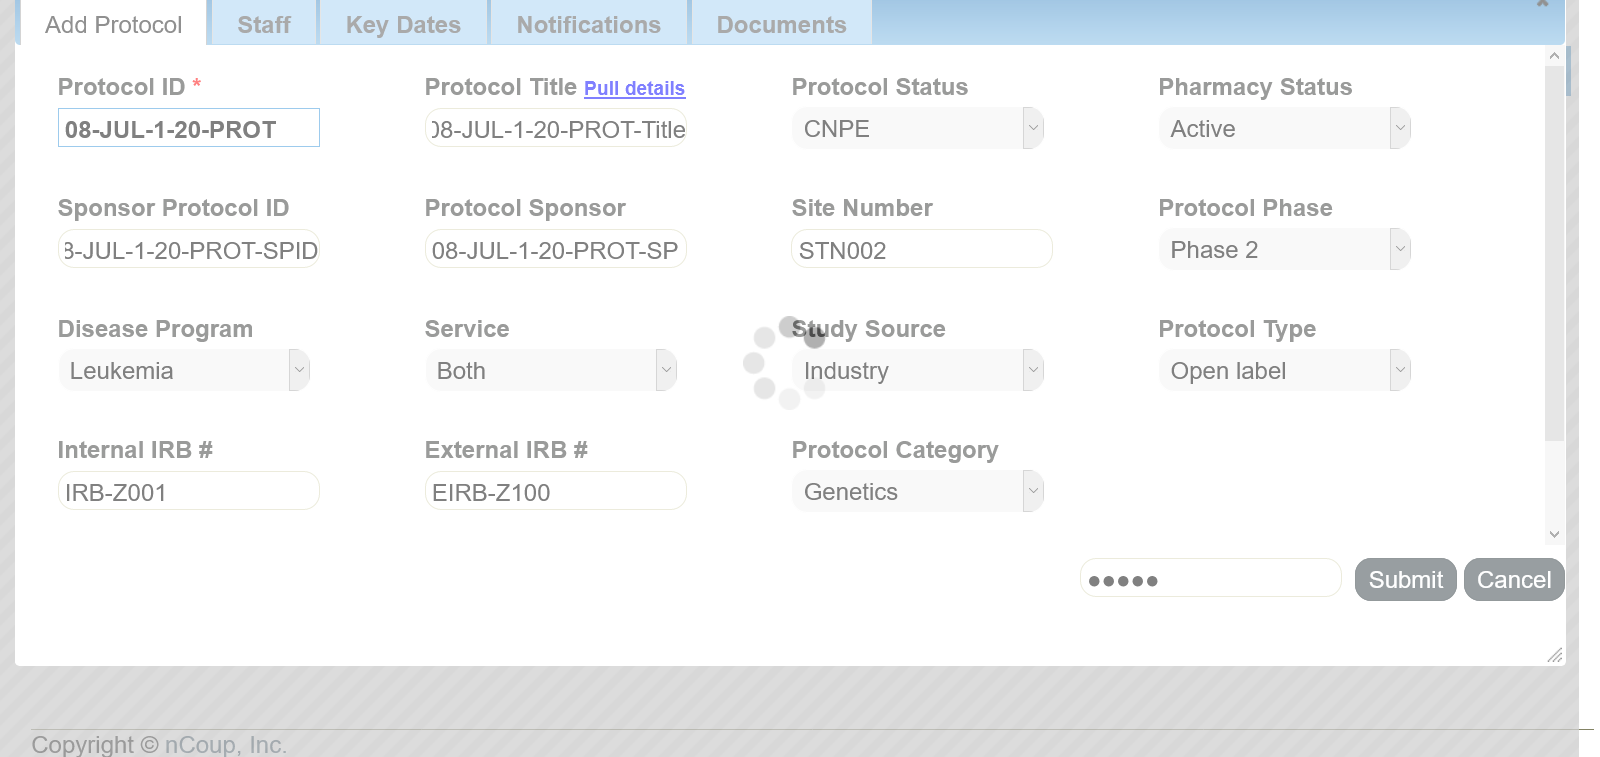 Add Protocol Staff Key Dates Notifications Documents
Protocol ID * Protocol Title Pull details Protocol Status Pharmacy Status
08-JUL-1-20-PROT 08-JUL-1-20-PROT-Title CNPE Active
Sponsor Protocol ID Protocol Sponsor Site Number Protocol Phase
8-JUL-1-20-PROT-SPID 08-JUL-1-20-PROT-SP STN002 Phase 2
Disease Program Service Study Source Protocol Type
Leukemia Both Industry Open label
Internal IRB # External IRB # Protocol Category
IRB-Z001 EIRB-Z100 Genetics
●●●●● Submit Cancel
Copyright © nCoup, Inc.